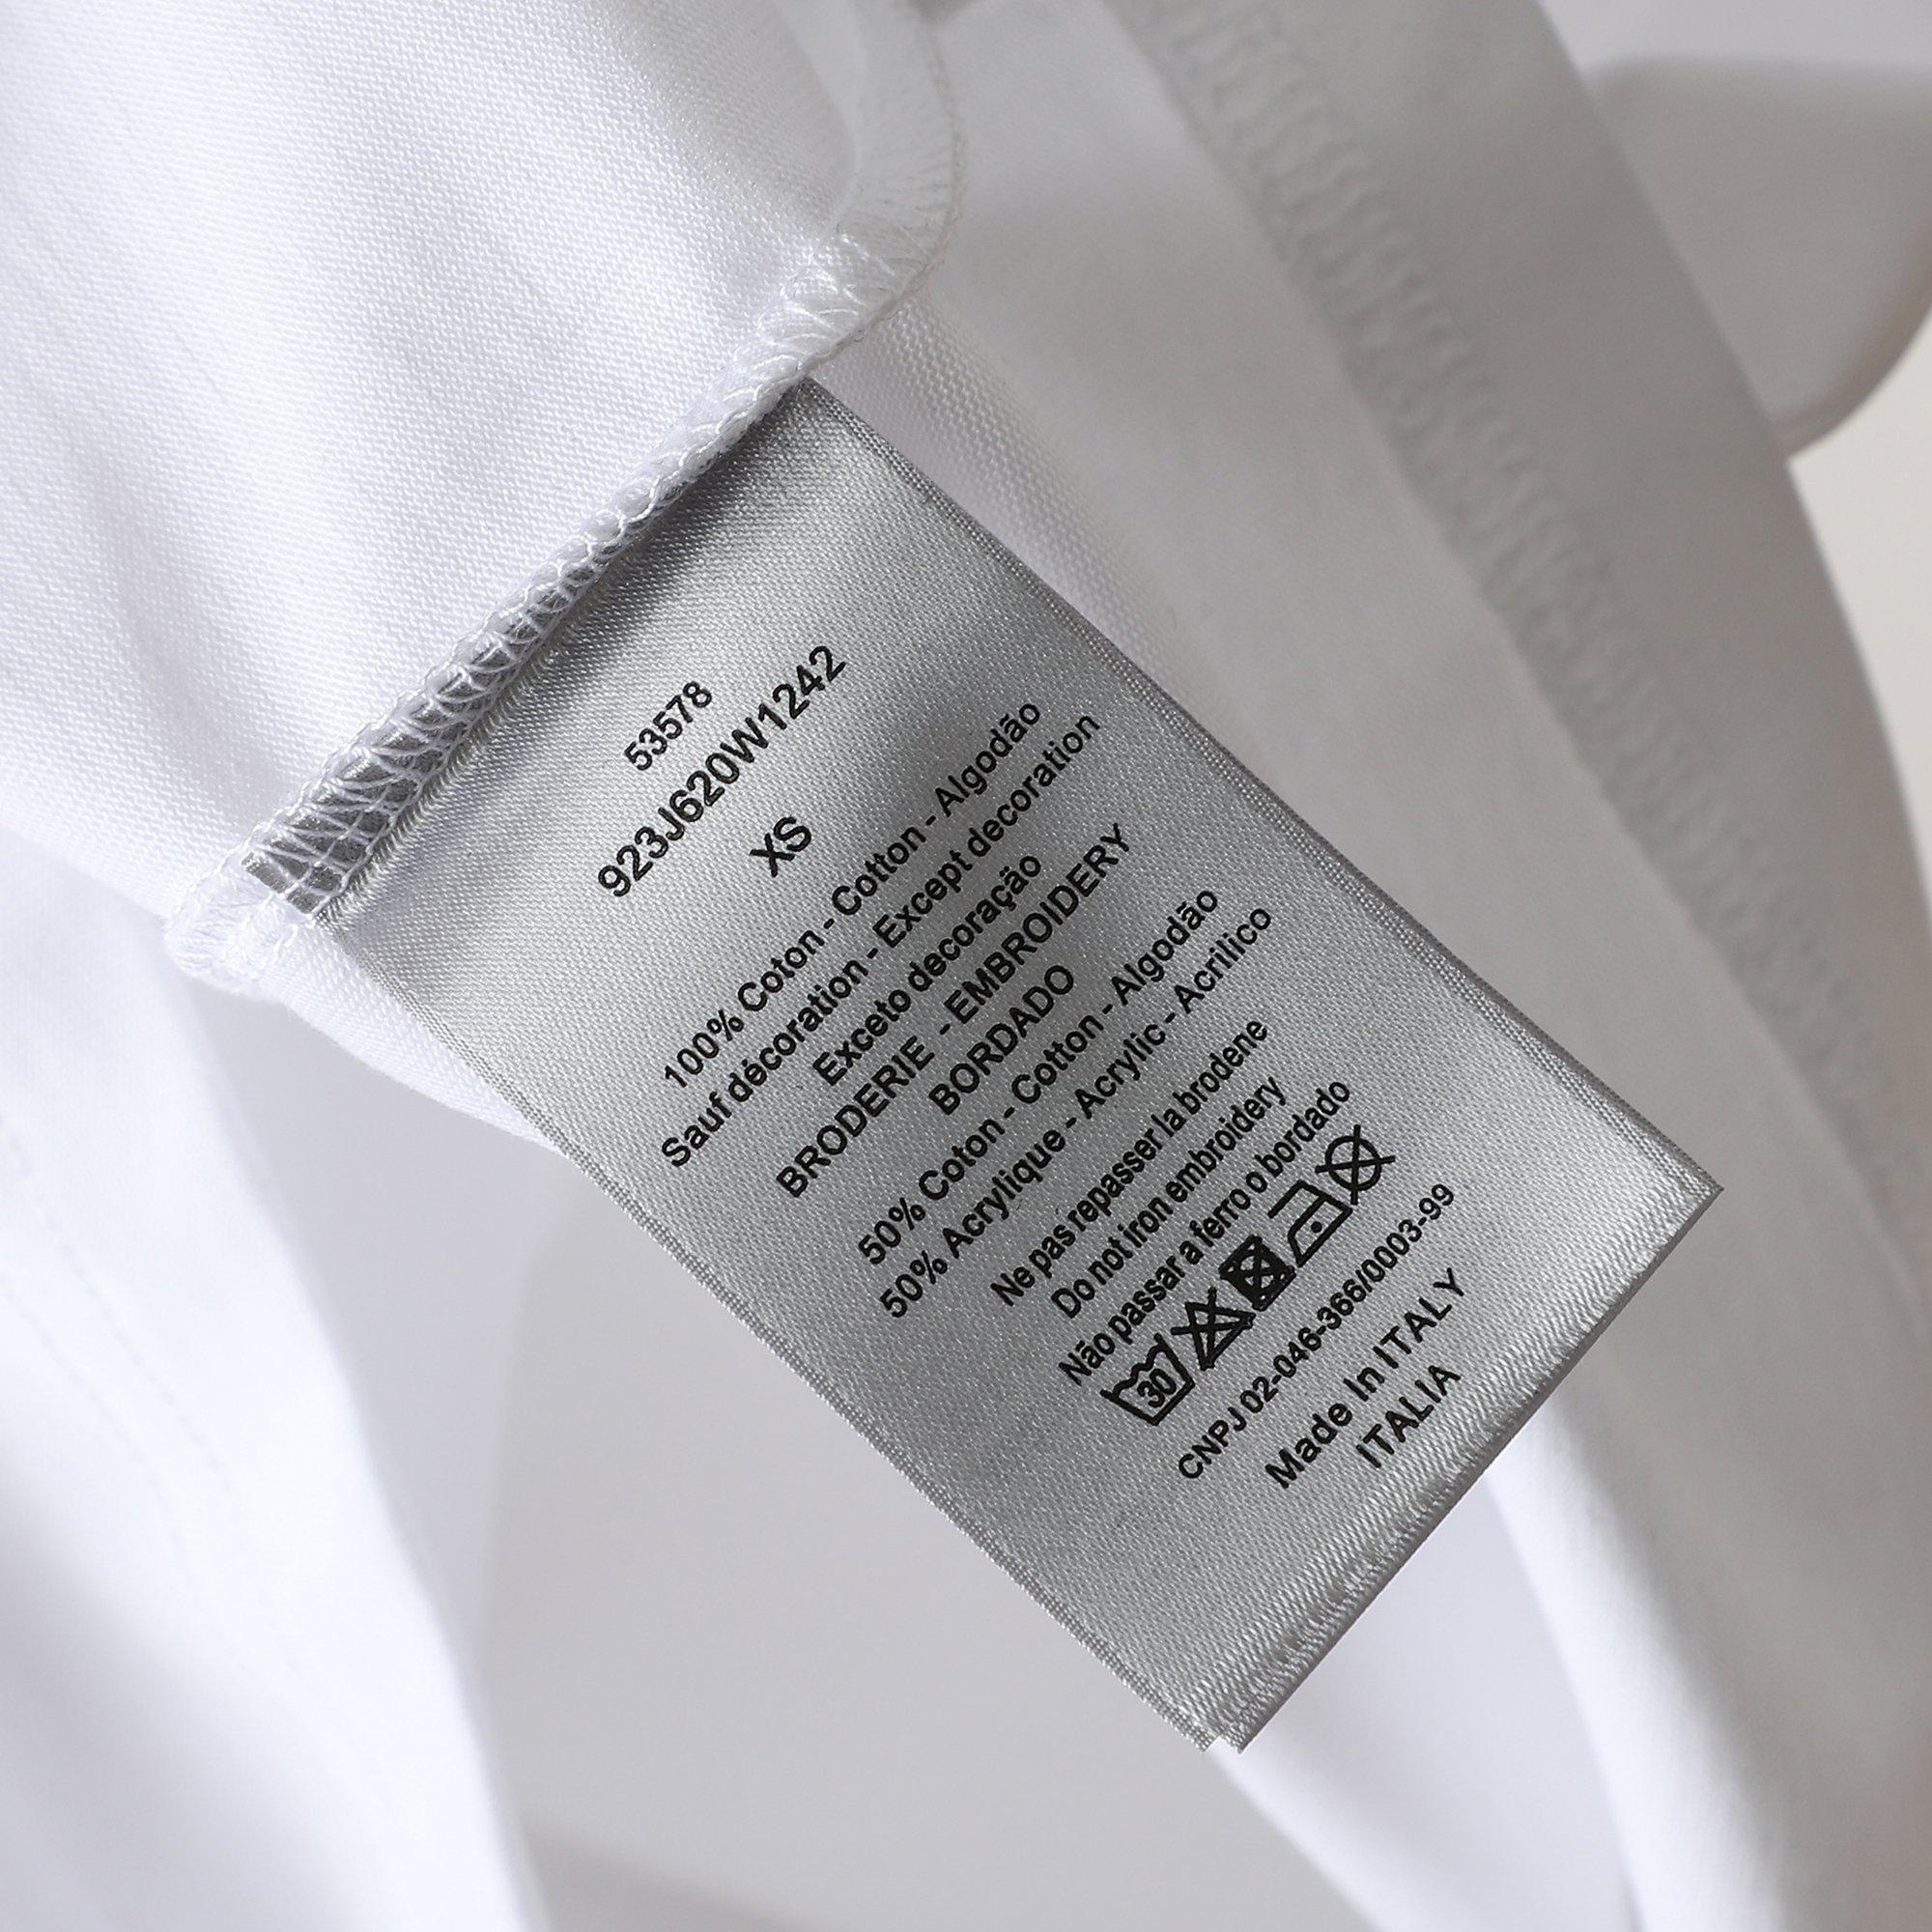 53578
923J620W1242
XS
100% Coton - Cotton - Algodão
Sauf décoration - Except decoration
Exceto decoração
BRODERIE - EMBROIDERY
BORDADO
50% Coton - Cotton - Algodão
50% Acrylique - Acrylic - Acrilico
Ne pas repasser la brodene
Do not iron embroidery
Não passar a ferro o bordado
30
CNPJ 02-046-366/0003-99
Made In ITALY
ITALIA